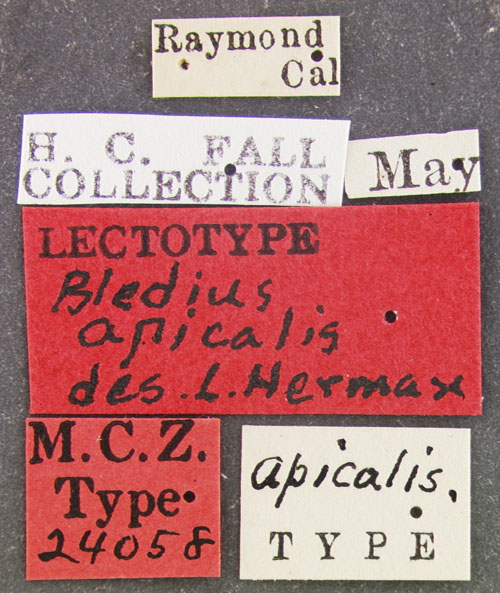 Raymond
Cal
H. C. FALL
COLLECTION
May
LECTOTYPE
Bledius
apicalis
des. L. Herman
M.C.Z.
Type
24058
apicalis.
TYPE